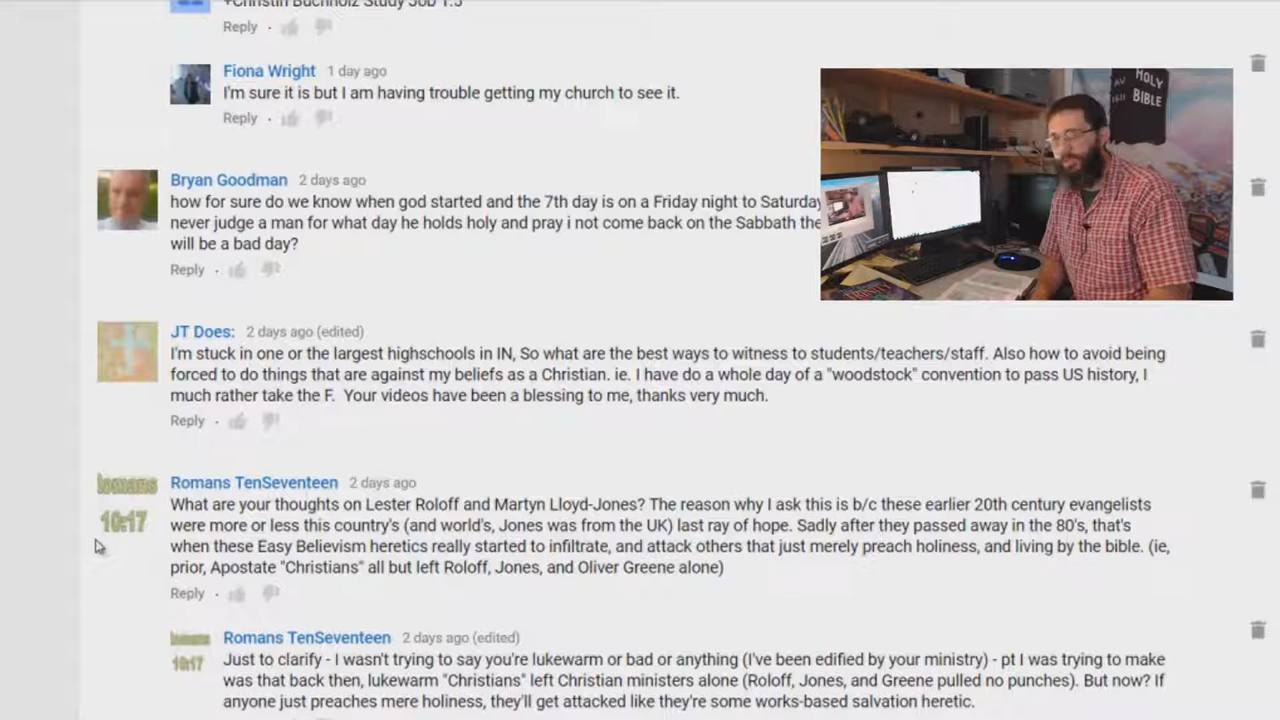 +Christin Buchholz Study Job 1:5
Reply ·
Fiona Wright 1 day ago
I'm sure it is but I am having trouble getting my church to see it.
Reply ·
HOLY
BIBLE
AV
1611
Bryan Goodman 2 days ago
how for sure do we know when god started and the 7th day is on a Friday night to Saturday
never judge a man for what day he holds holy and pray i not come back on the Sabbath the
will be a bad day?
Reply ·
JT Does: 2 days ago (edited)
I'm stuck in one or the largest highschools in IN, So what are the best ways to witness to students/teachers/staff. Also how to avoid being
forced to do things that are against my beliefs as a Christian. ie. I have do a whole day of a "woodstock" convention to pass US history, I
much rather take the F. Your videos have been a blessing to me, thanks very much.
Reply ·
Romans
10:17
Romans TenSeventeen 2 days ago
What are your thoughts on Lester Roloff and Martyn Lloyd-Jones? The reason why I ask this is b/c these earlier 20th century evangelists
were more or less this country's (and world's, Jones was from the UK) last ray of hope. Sadly after they passed away in the 80's, that's
when these Easy Believism heretics really started to infiltrate, and attack others that just merely preach holiness, and living by the bible. (ie,
prior, Apostate "Christians" all but left Roloff, Jones, and Oliver Greene alone)
Reply ·
Romans
10:17
Romans TenSeventeen 2 days ago (edited)
Just to clarify - I wasn't trying to say you're lukewarm or bad or anything (I've been edified by your ministry) - pt I was trying to make
was that back then, lukewarm "Christians" left Christian ministers alone (Roloff, Jones, and Greene pulled no punches). But now? If
anyone just preaches mere holiness, they'll get attacked like they're some works-based salvation heretic.